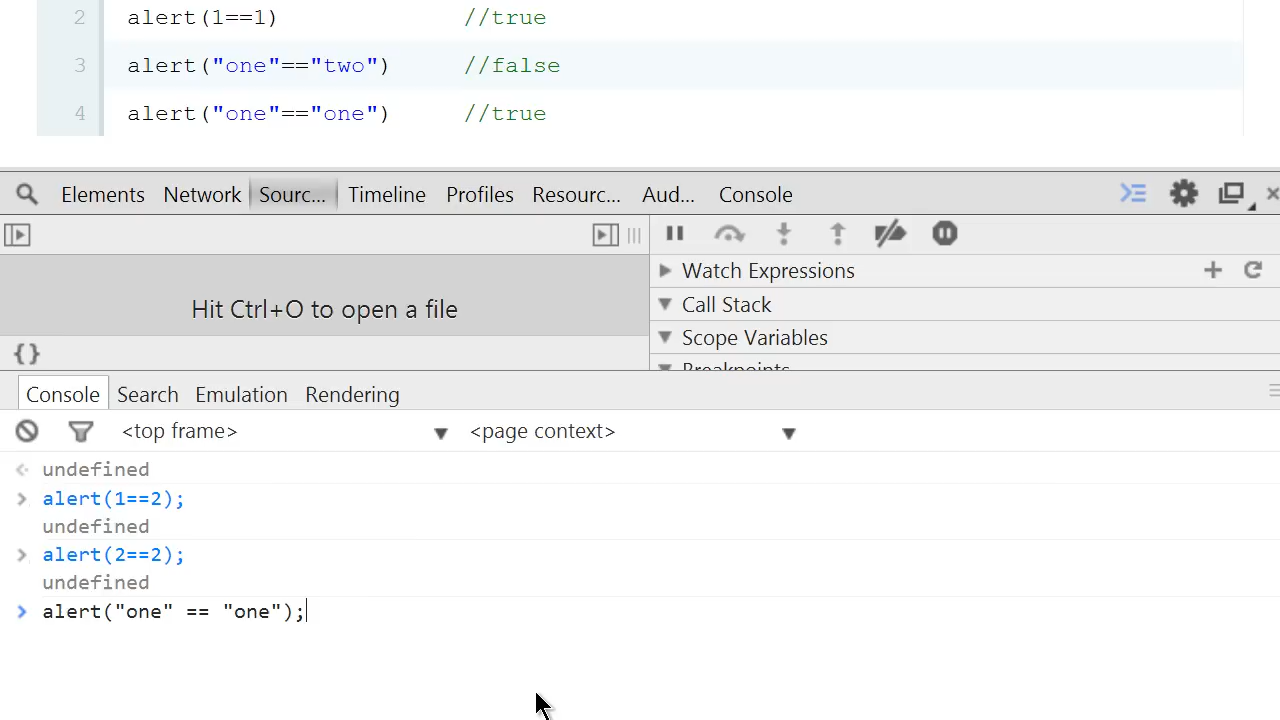 2 alert(1==1) //true
3 alert("one"=="two") //false
4 alert("one"=="one") //true
Elements Network Sourc... Timeline Profiles Resourc... Aud... Console
Hit Ctrl+O to open a file
Watch Expressions
Call Stack
Scope Variables
Breakpoints
{}
Console Search Emulation Rendering
<top frame> <page context>
undefined
alert(1==2);
undefined
alert(2==2);
undefined
alert("one" == "one");